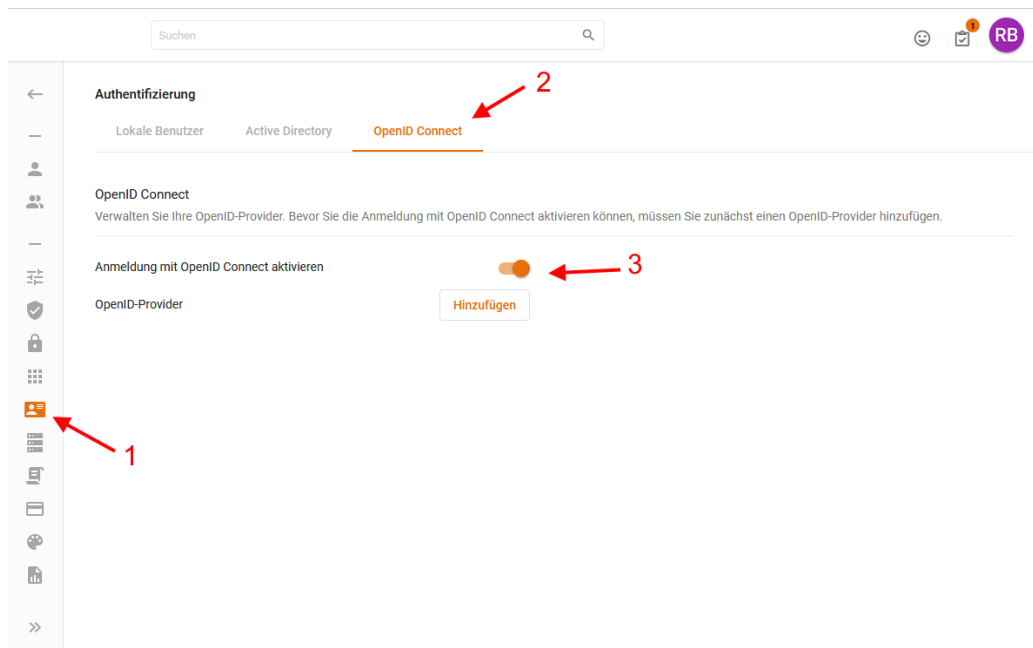 Suchen
1
RB
Authentifizierung
2
Lokale Benutzer
Active Directory
OpenID Connect
OpenID Connect
Verwalten Sie Ihre OpenID-Provider. Bevor Sie die Anmeldung mit OpenID Connect aktivieren können, müssen Sie zunächst einen OpenID-Provider hinzufügen.
Anmeldung mit OpenID Connect aktivieren
3
OpenID-Provider
Hinzufügen
1